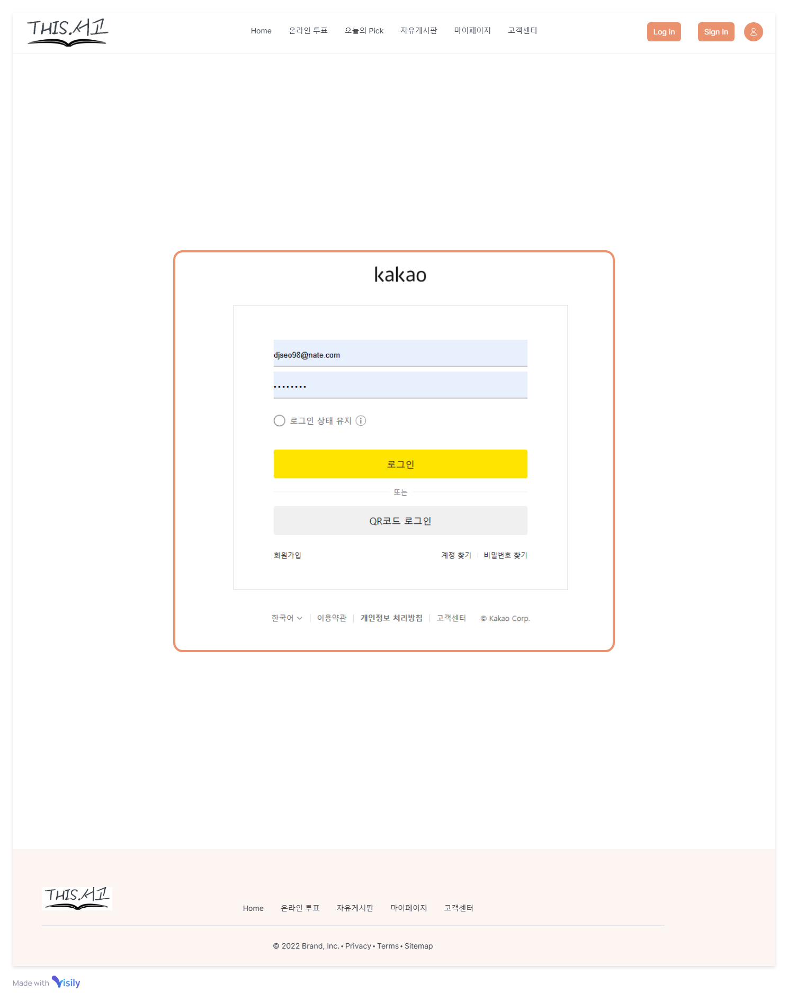 THIS.서고
Home 온라인 투표 오늘의 Pick 자유게시판 마이페이지 고객센터
Log in Sign In
kakao
djseo98@nate.com
••••••••
로그인 상태 유지
로그인
또는
QR코드 로그인
회원가입 계정 찾기 비밀번호 찾기
한국어 이용약관 개인정보 처리방침 고객센터 © Kakao Corp.
THIS.서고
Home 온라인 투표 자유게시판 마이페이지 고객센터
© 2022 Brand, Inc. • Privacy • Terms • Sitemap
Made with Visily